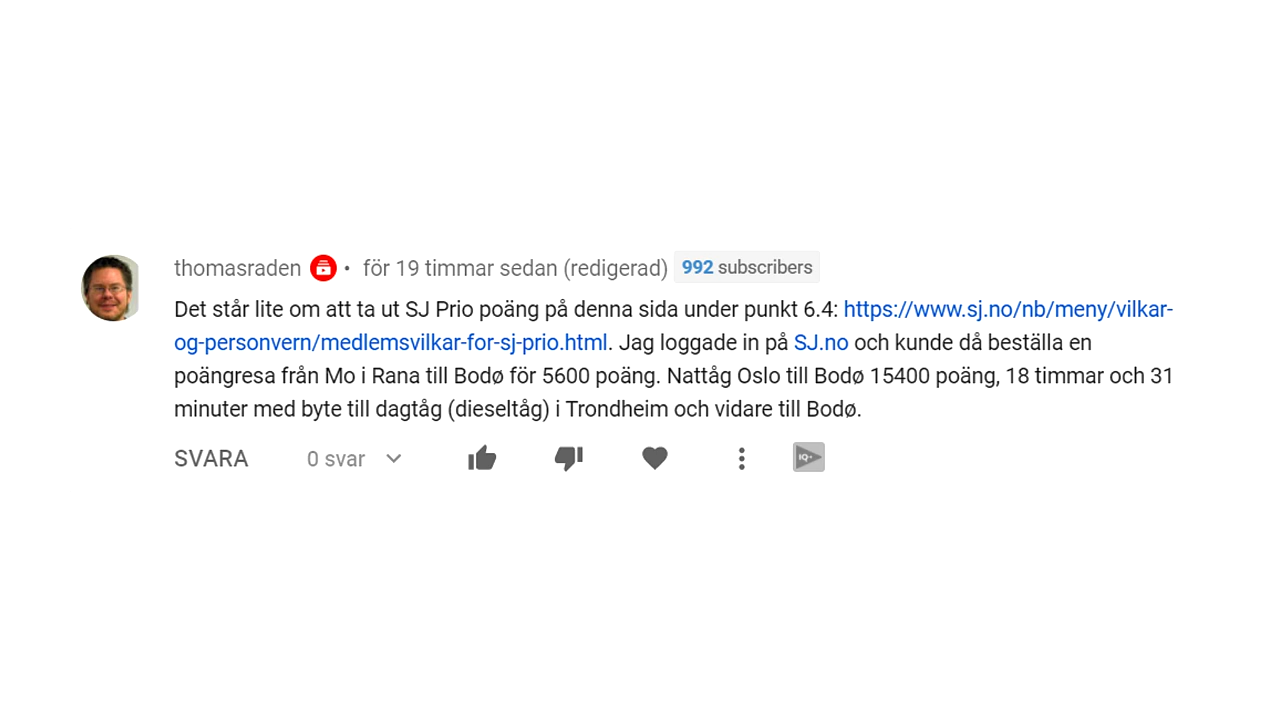 thomasraden • för 19 timmar sedan (redigerad) 992 subscribers
Det står lite om att ta ut SJ Prio poäng på denna sida under punkt 6.4: https://www.sj.no/nb/meny/vilkar-
og-personvern/medlemsvilkar-for-sj-prio.html. Jag loggade in på SJ.no och kunde då beställa en
poängresa från Mo i Rana till Bodø för 5600 poäng. Nattåg Oslo till Bodø 15400 poäng, 18 timmar och 31
minuter med byte till dagtåg (dieseltåg) i Trondheim och vidare till Bodø.
SVARA 0 svar IQ